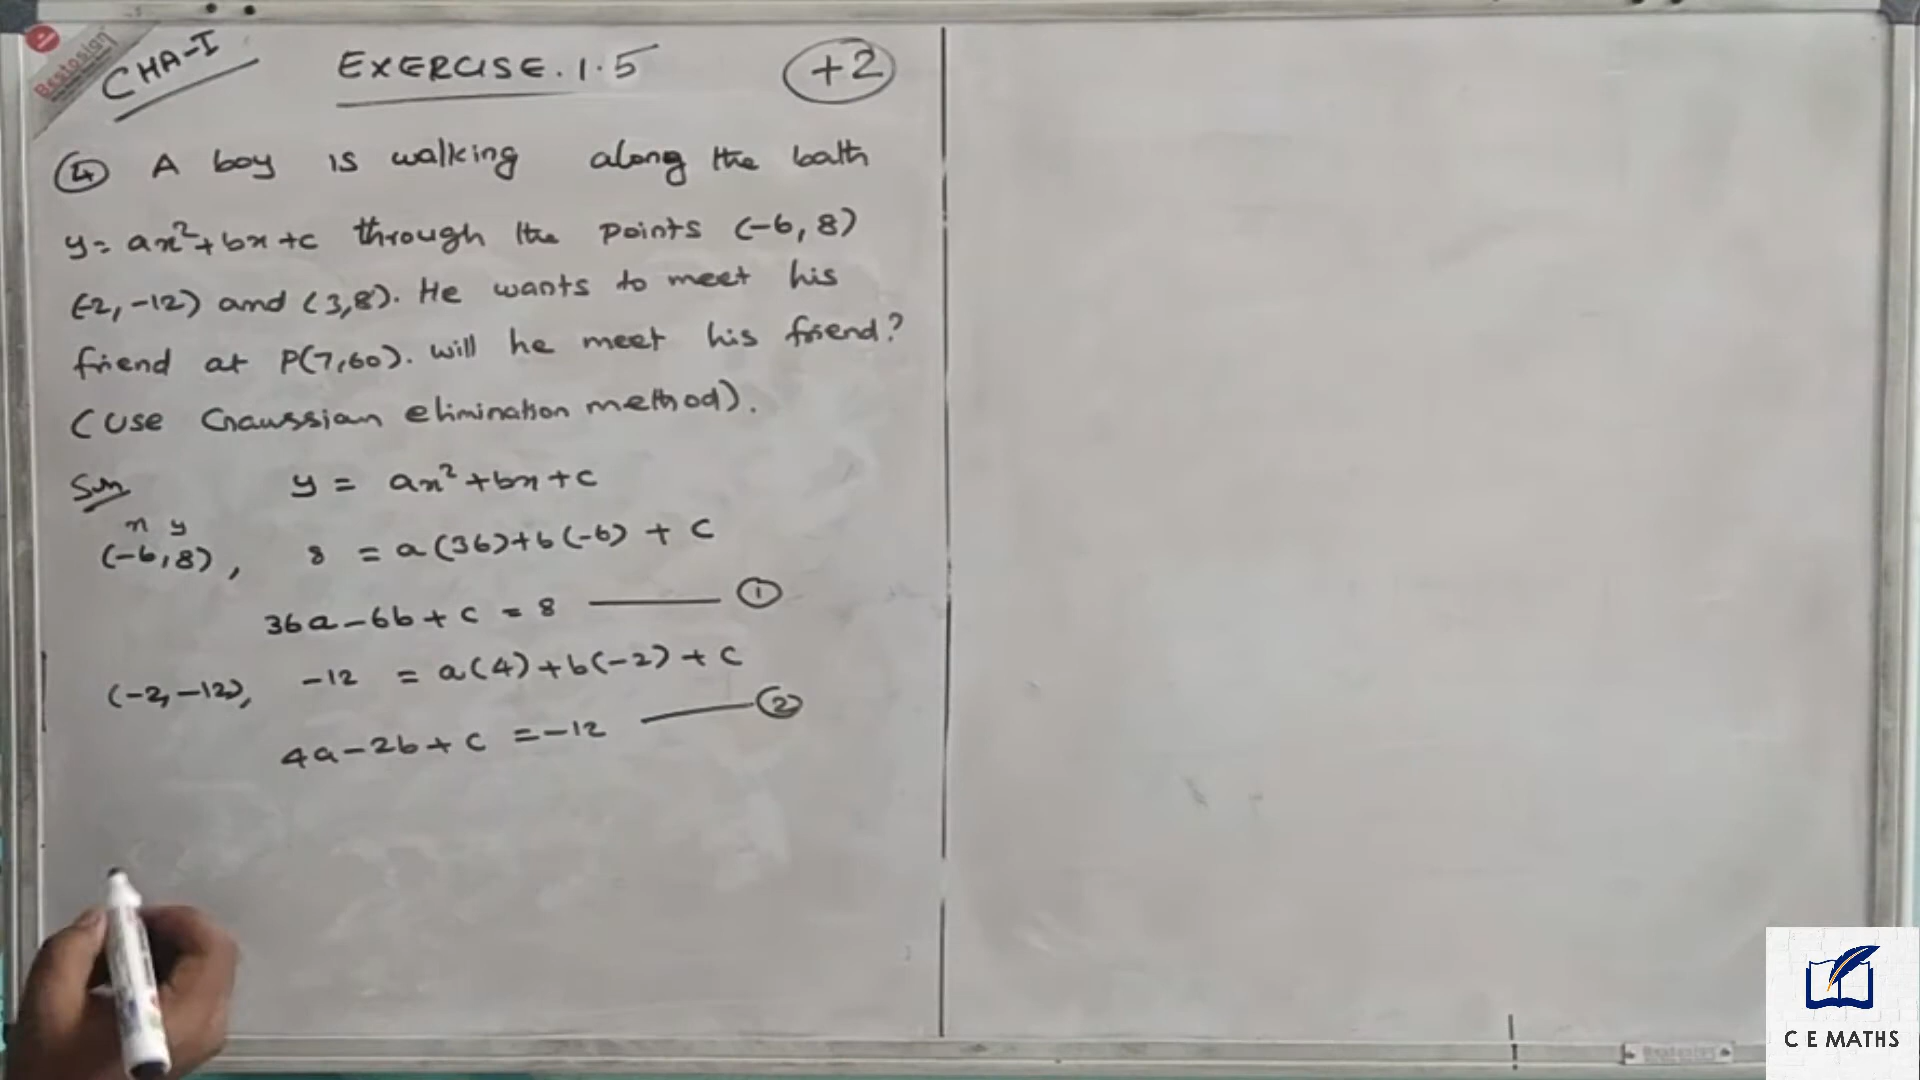 Bestosign
CHA-I
EXERCISE. 1.5
+2
④ A boy is walking along the path
y = ax²+bx+c through the points (-6, 8)
(-2, -12) and (3,8). He wants to meet his
friend at P(7,60). will he meet his friend?
(Use Gaussian elimination method).
Soln y = ax²+bx+c
x y
(-6,8), 8 = a(36)+b(-6) + c
36a-6b+c = 8 ——— ①
(-2,-12), -12 = a(4)+b(-2)+c
4a-2b+c = -12 ——— ②
C E MATHS